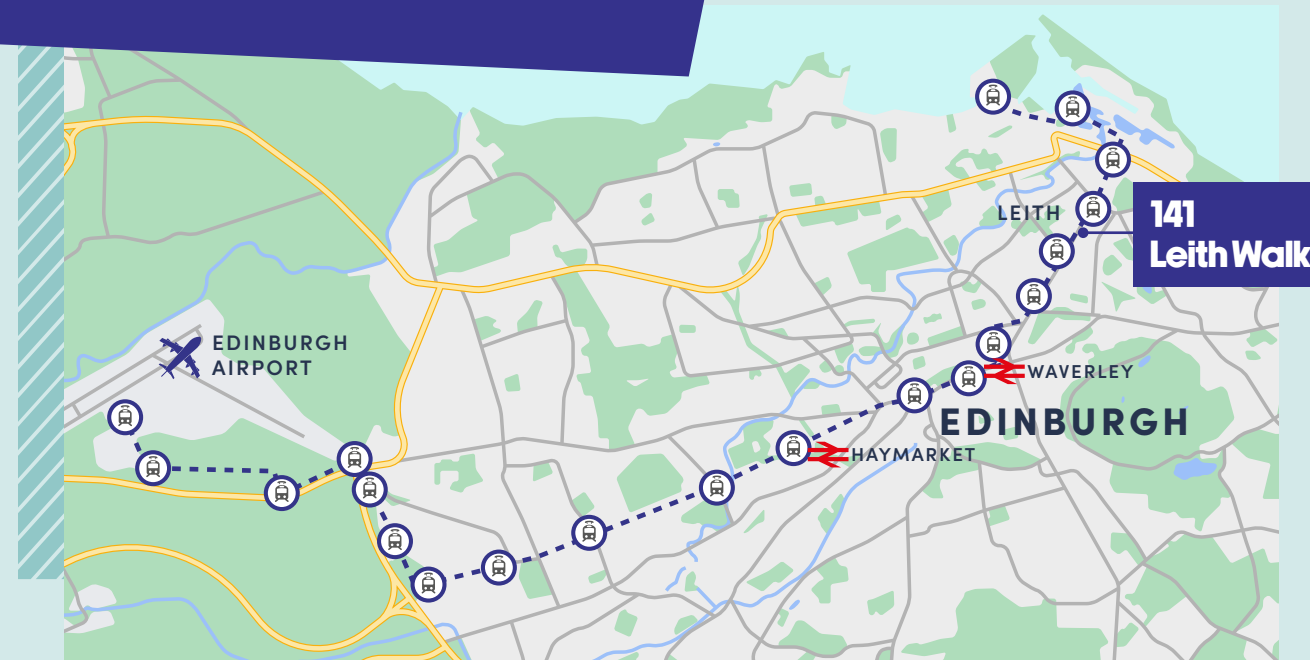 LEITH
141
Leith Walk
EDINBURGH
AIRPORT
WAVERLEY
EDINBURGH
HAYMARKET